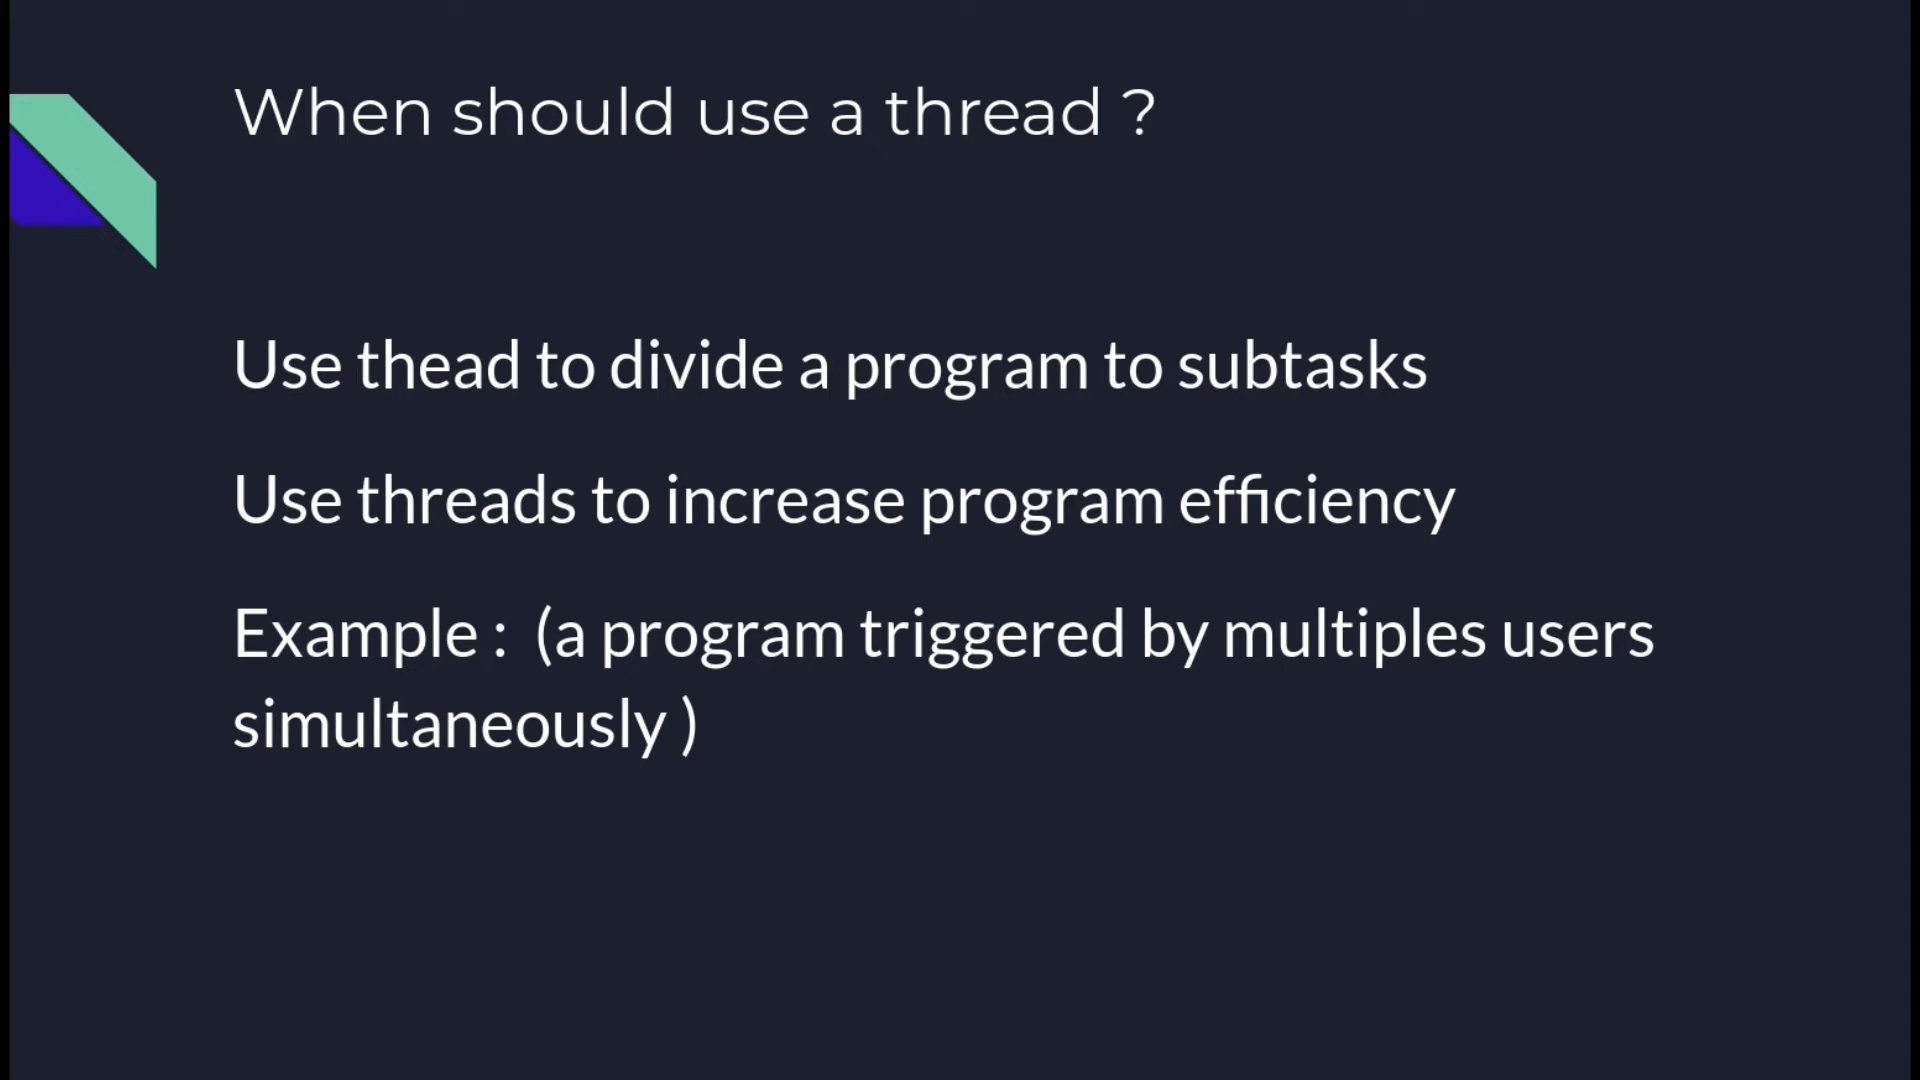 When should use a thread ?
Use thead to divide a program to subtasks
Use threads to increase program efficiency
Example :  (a program triggered by multiples users
simultaneously )